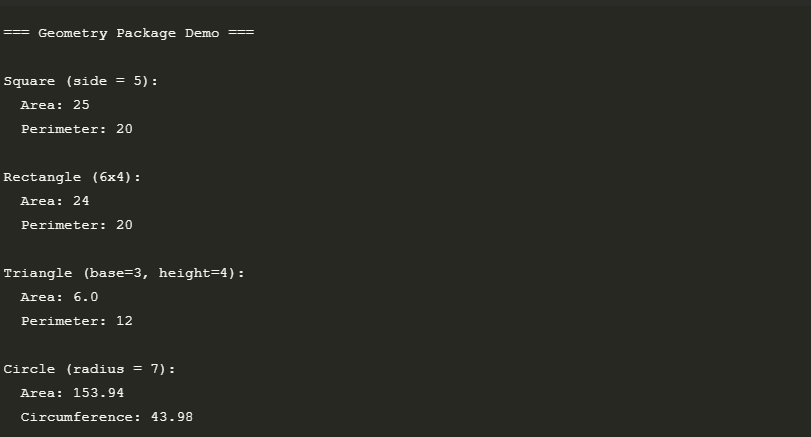 === Geometry Package Demo ===
Square (side = 5):
Area: 25
Perimeter: 20
Rectangle (6x4):
Area: 24
Perimeter: 20
Triangle (base=3, height=4):
Area: 6.0
Perimeter: 12
Circle (radius = 7):
Area: 153.94
Circumference: 43.98